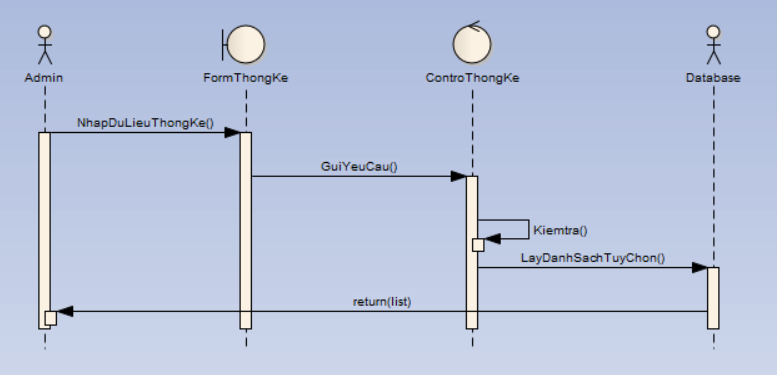 Admin
FormThongKe
ControThongKe
Database
NhapDuLieuThongKe()
GuiYeuCau()
Kiemtra()
LayDanhSachTuyChon()
return(list)